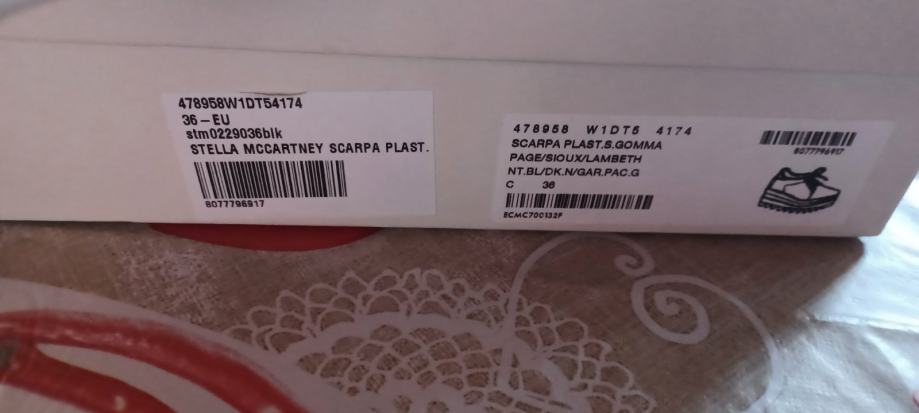 478958W1DT54174
36-EU
stm0229036blk
STELLA MCCARTNEY SCARPA PLAST.
8077796917
478958 W1DT5 4174
SCARPA PLAST.S.GOMMA
PAGE/SIOUX/LAMBETH
NT.BL/DK.N/GAR.PAC.G
C 36
ECMC700132F
8077796917